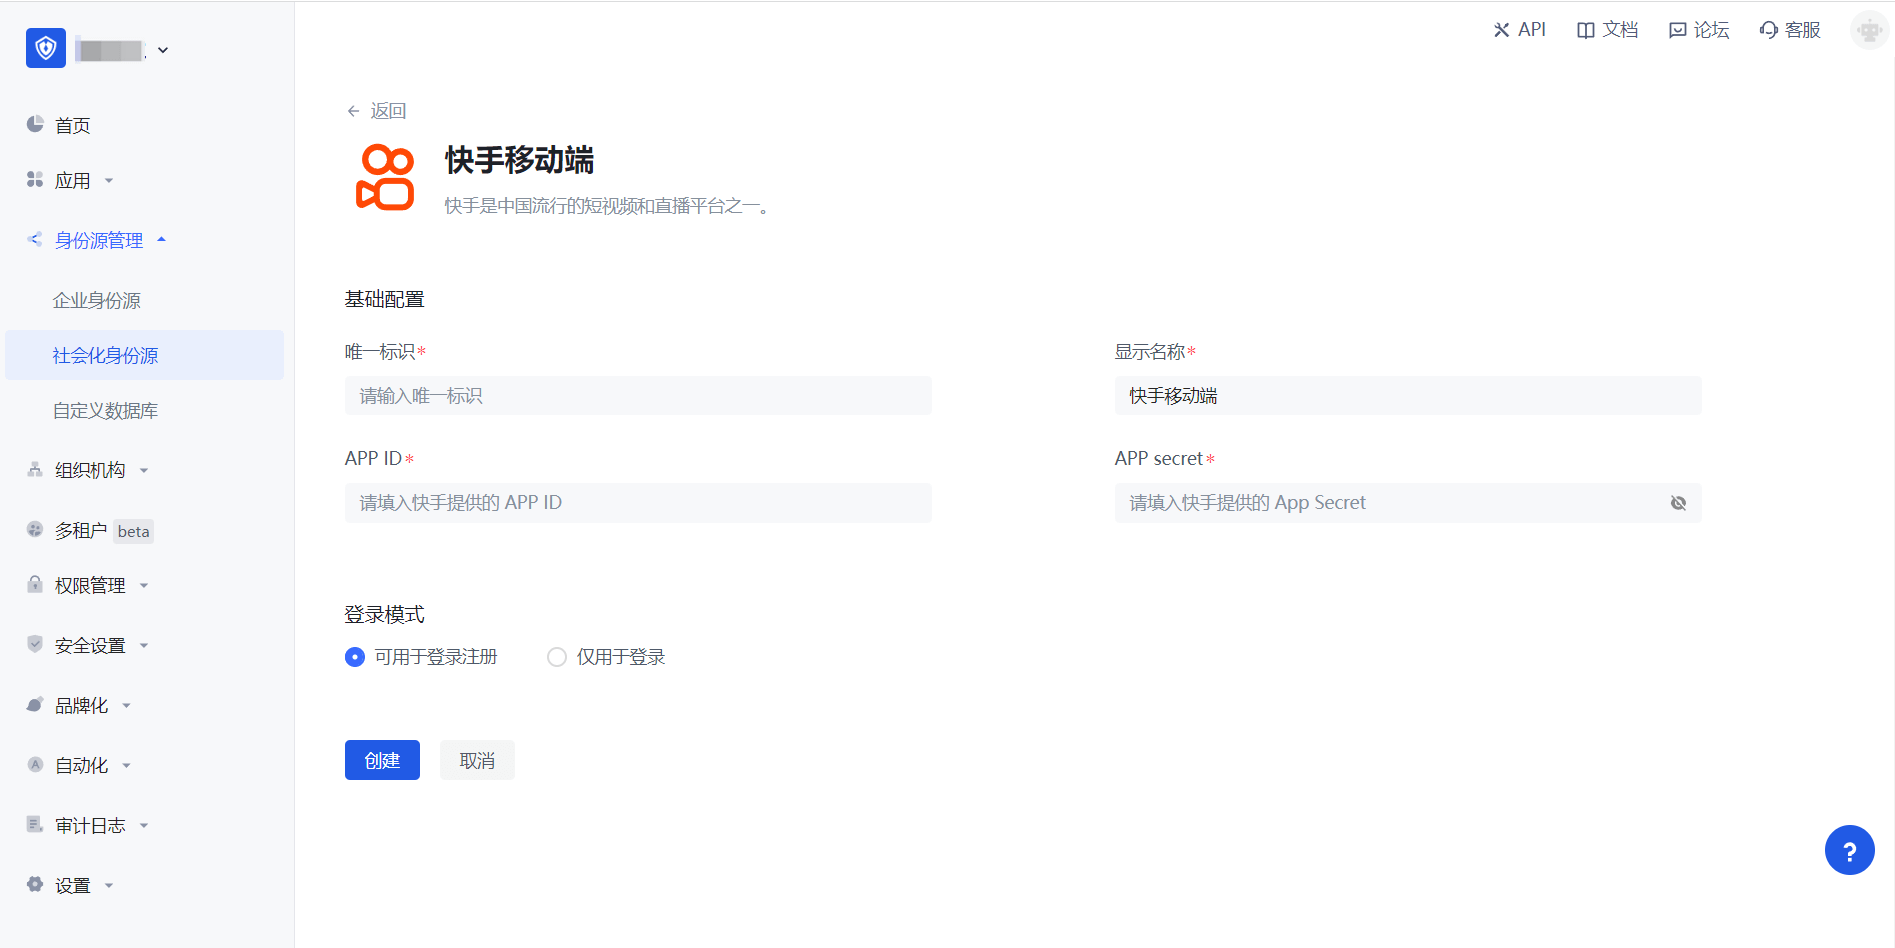 API 文档 论坛 客服
首页
应用
身份源管理
企业身份源
社会化身份源
自定义数据库
组织机构
多租户 beta
权限管理
安全设置
品牌化
自动化
审计日志
设置
返回
快手移动端
快手是中国流行的短视频和直播平台之一。
基础配置
唯一标识*
请输入唯一标识
显示名称*
快手移动端
APP ID*
请填入快手提供的 APP ID
APP secret*
请填入快手提供的 App Secret
登录模式
可用于登录注册 仅用于登录
创建 取消
?